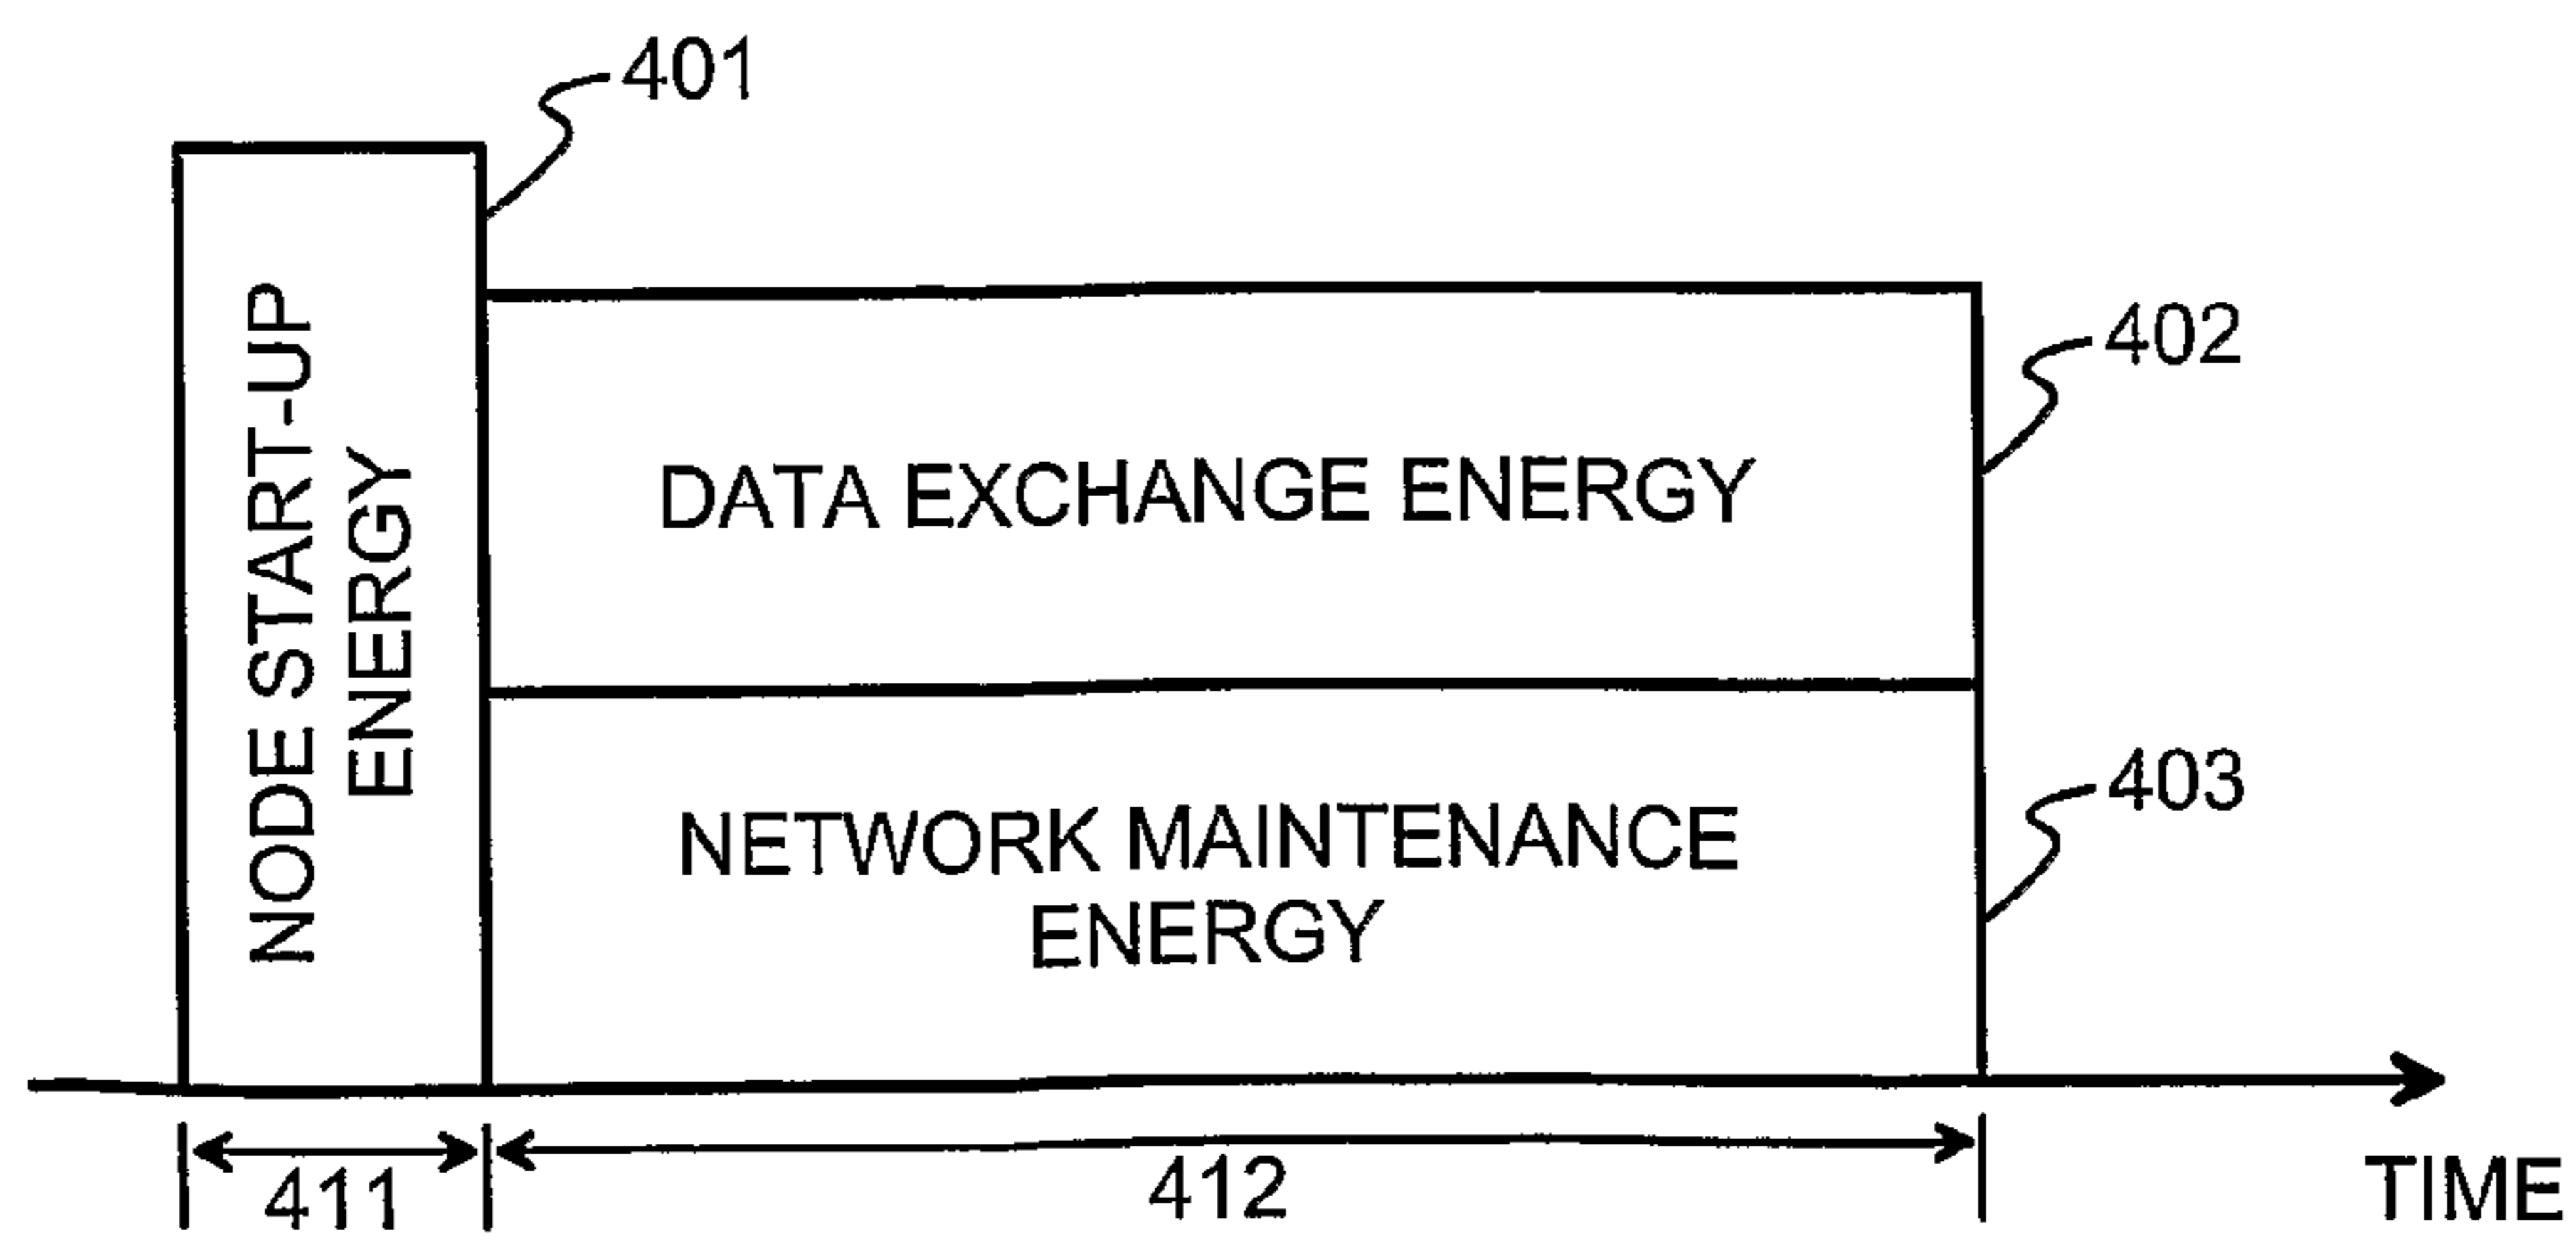 401
NODE START-UP
ENERGY
DATA EXCHANGE ENERGY
402
NETWORK MAINTENANCE
ENERGY
403
411
412
TIME